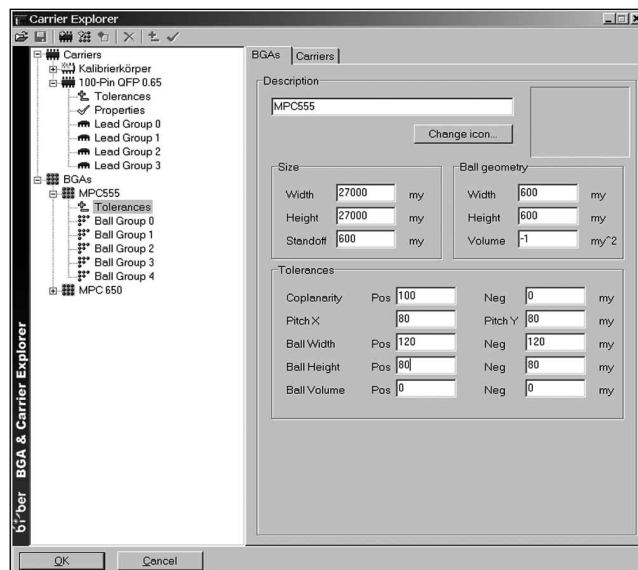 Carrier Explorer
Carriers
Kalibrierkörper
100-Pin QFP 0.65
Tolerances
Properties
Lead Group 0
Lead Group 1
Lead Group 2
Lead Group 3
BGAs
MPC555
Tolerances
Ball Group 0
Ball Group 1
Ball Group 2
Ball Group 3
Ball Group 4
MPC 650
BGA & Carrier Explorer
BGAs Carriers
Description
MPC555
Change icon...
Size
Width 27000 my
Height 27000 my
Standoff 600 my
Ball geometry
Width 600 my
Height 600 my
Volume -1 my^2
Tolerances
Coplanarity Pos 100 Neg 0 my
Pitch X 80 Pitch Y 80 my
Ball Width Pos 120 Neg 120 my
Ball Height Pos 80 Neg 80 my
Ball Volume Pos 0 Neg 0 my
OK Cancel